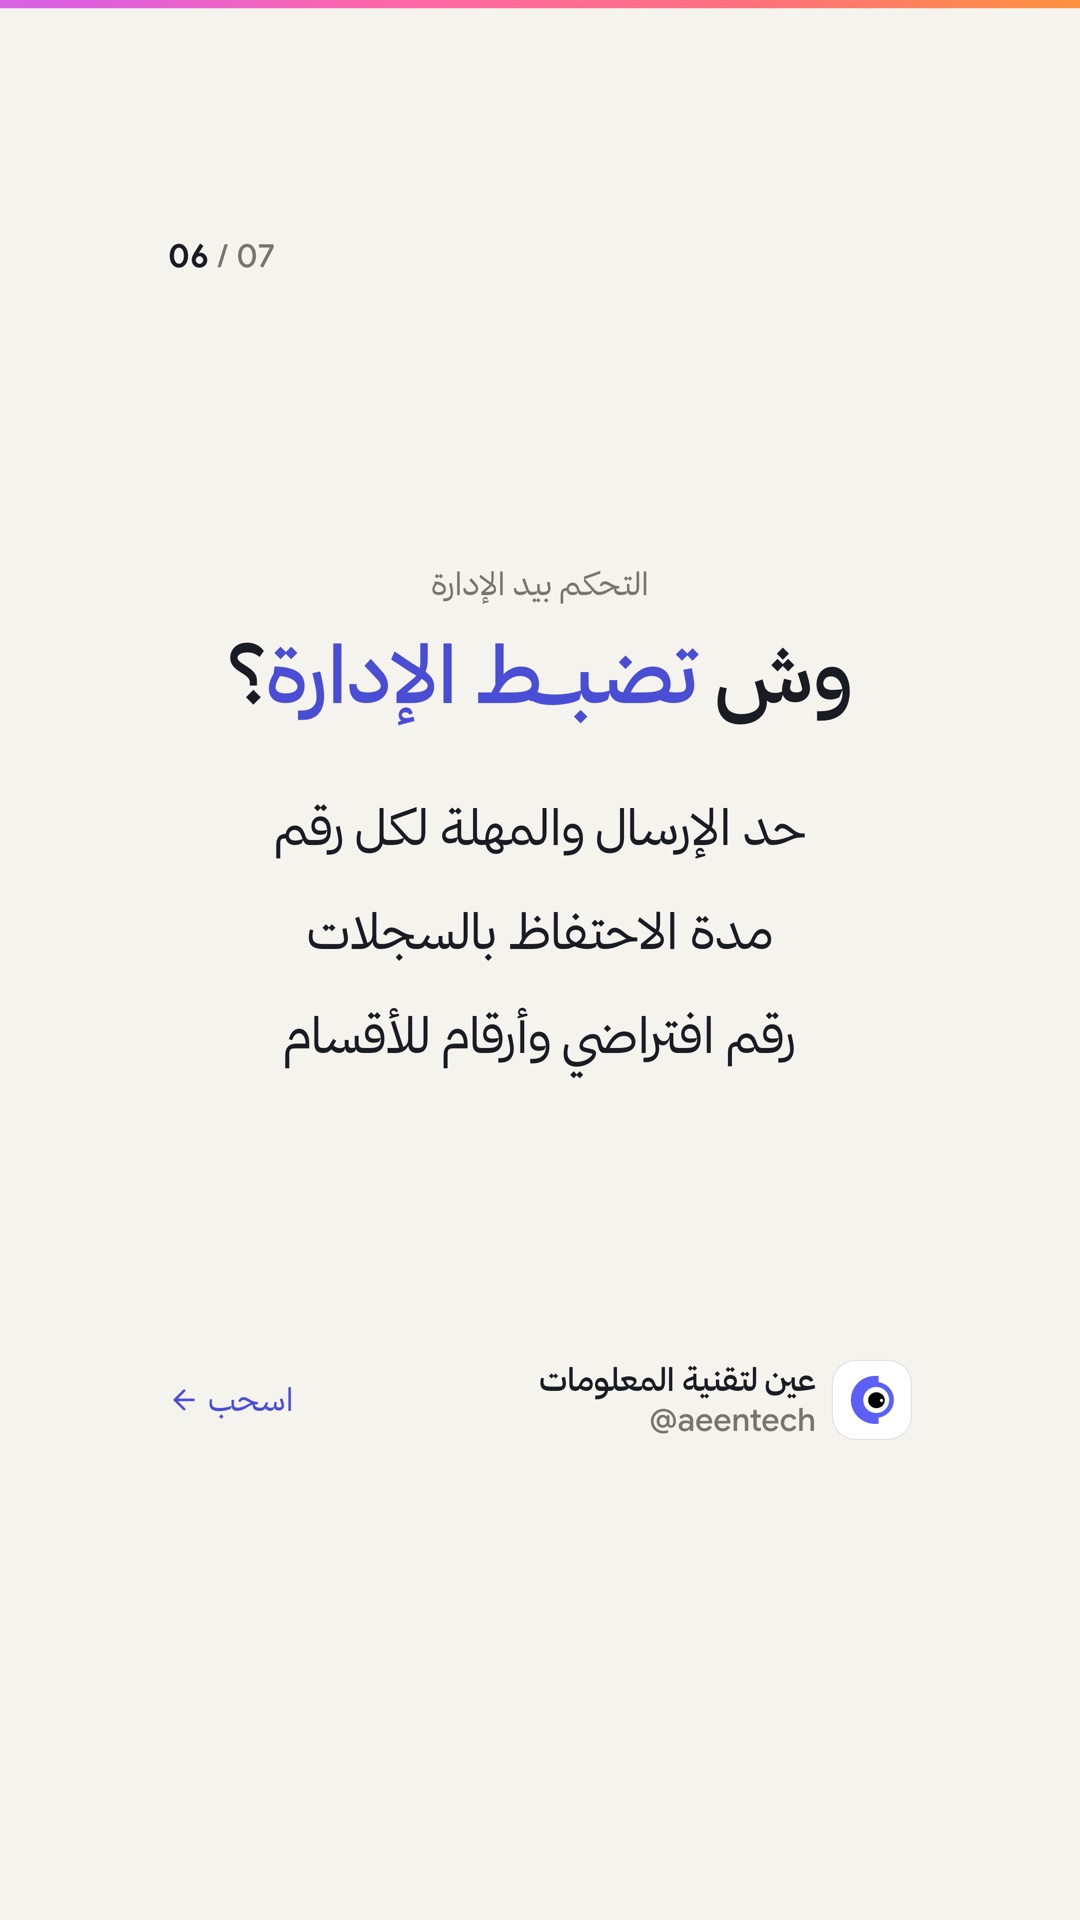 06 / 07
التحكم بيد الإدارة
وش تضبط الإدارة؟
حد الإرسال والمهلة لكل رقم
مدة الاحتفاظ بالسجلات
رقم افتراضي وأرقام للأقسام
عين لتقنية المعلومات
@aeentech
اسحب ←